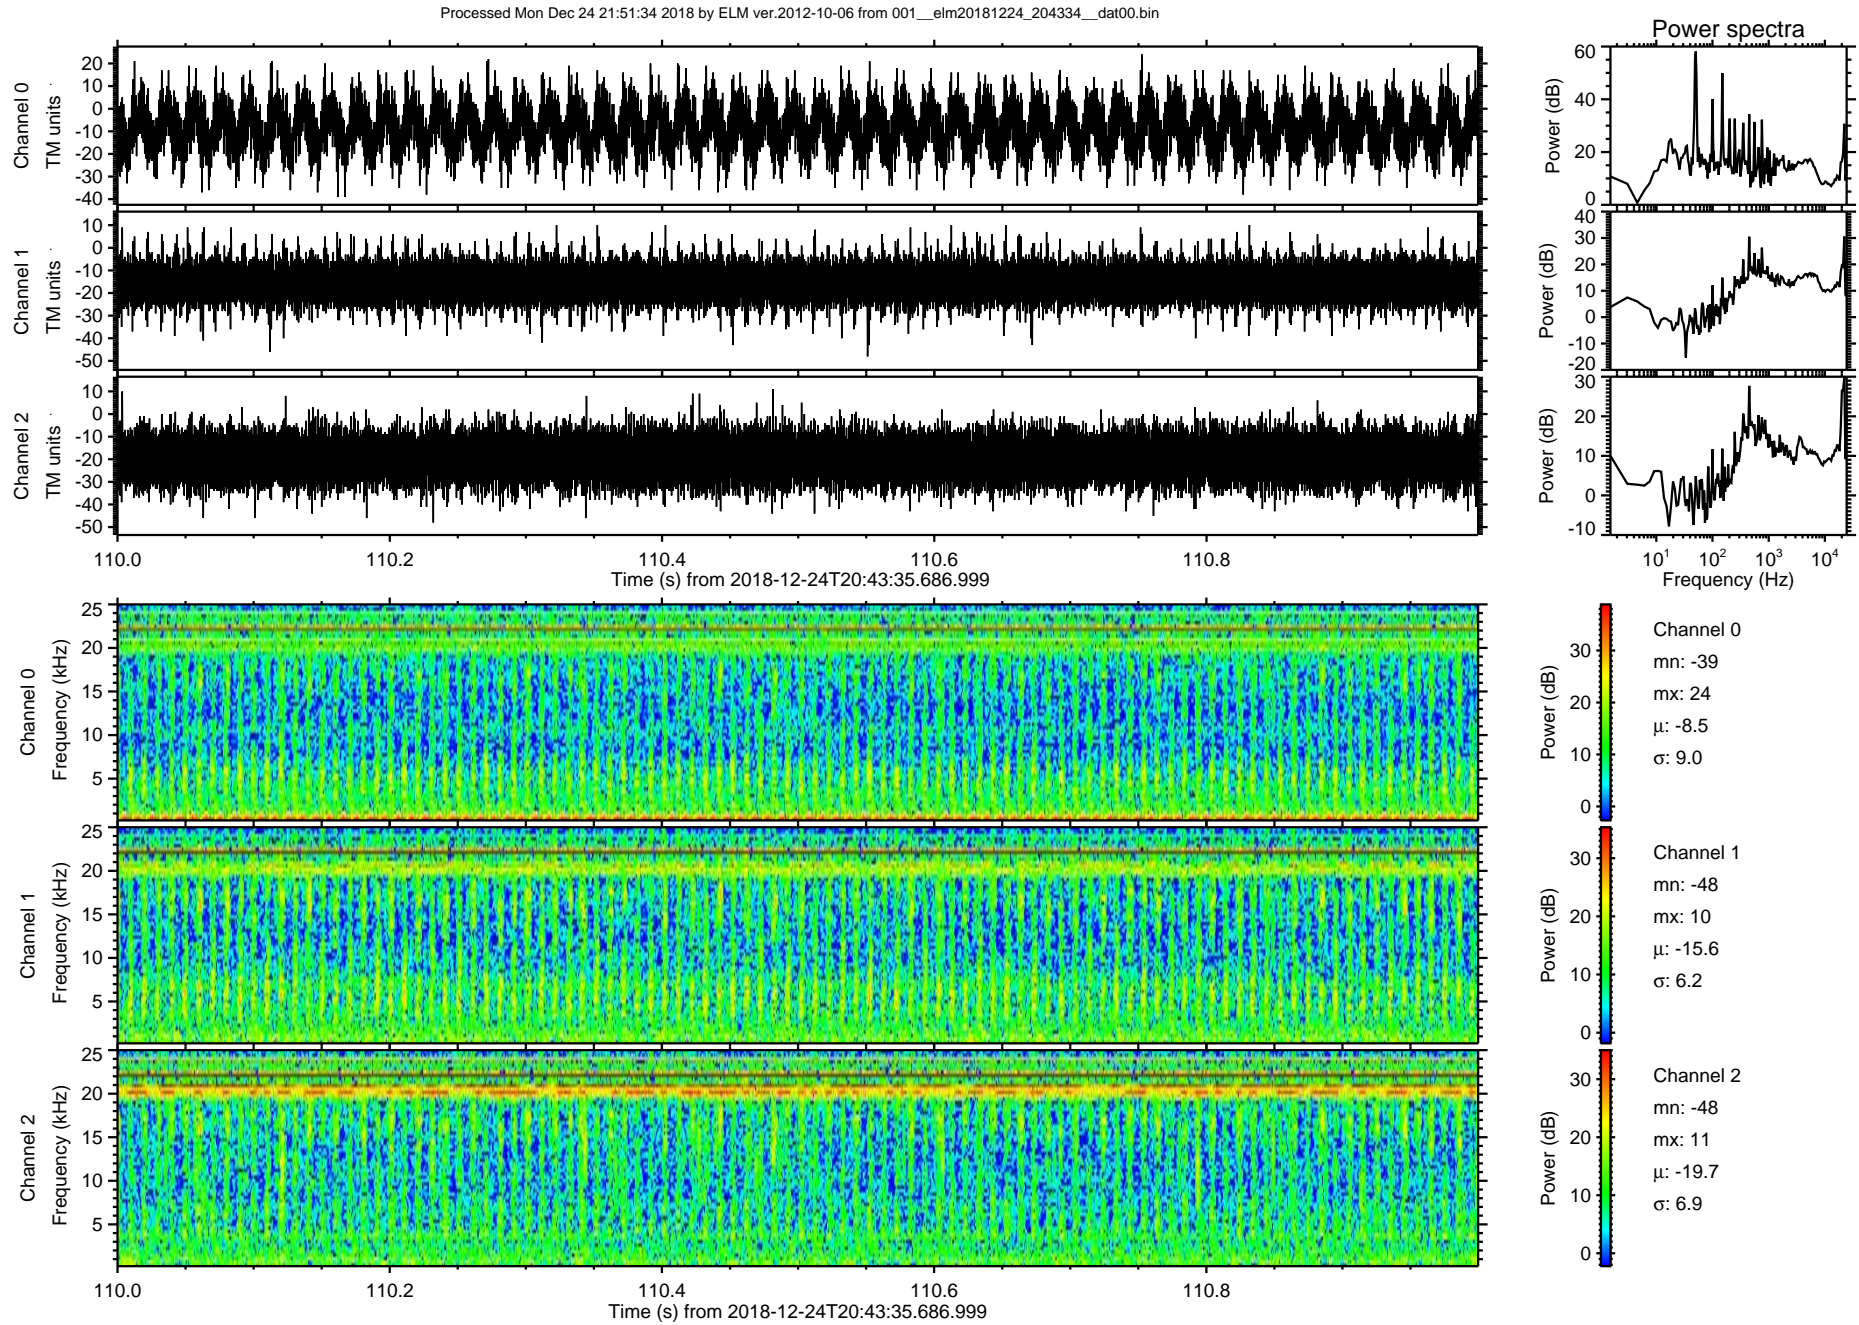 Processed Mon Dec 24 21:51:34 2018 by ELM ver.2012-10-06 from 001__elm20181224_204334__dat00.bin
Power spectra
Channel 0
TM units
20
10
0
-10
-20
-30
-40
Power (dB)
60
40
20
0
Channel 1
TM units
10
0
-10
-20
-30
-40
-50
Power (dB)
40
30
20
10
0
-10
-20
Channel 2
TM units
10
0
-10
-20
-30
-40
-50
Power (dB)
30
20
10
0
-10
110.0 110.2 110.4 110.6 110.8
Time (s) from 2018-12-24T20:43:35.686.999
10^1 10^2 10^3 10^4
Frequency (Hz)
Channel 0
Frequency (kHz)
25
20
15
10
5
Power (dB)
30
20
10
0
Channel 0
mn: -39
mx: 24
μ: -8.5
σ: 9.0
Channel 1
Frequency (kHz)
25
20
15
10
5
Power (dB)
30
20
10
0
Channel 1
mn: -48
mx: 10
μ: -15.6
σ: 6.2
Channel 2
Frequency (kHz)
25
20
15
10
5
Power (dB)
30
20
10
0
Channel 2
mn: -48
mx: 11
μ: -19.7
σ: 6.9
110.0 110.2 110.4 110.6 110.8
Time (s) from 2018-12-24T20:43:35.686.999